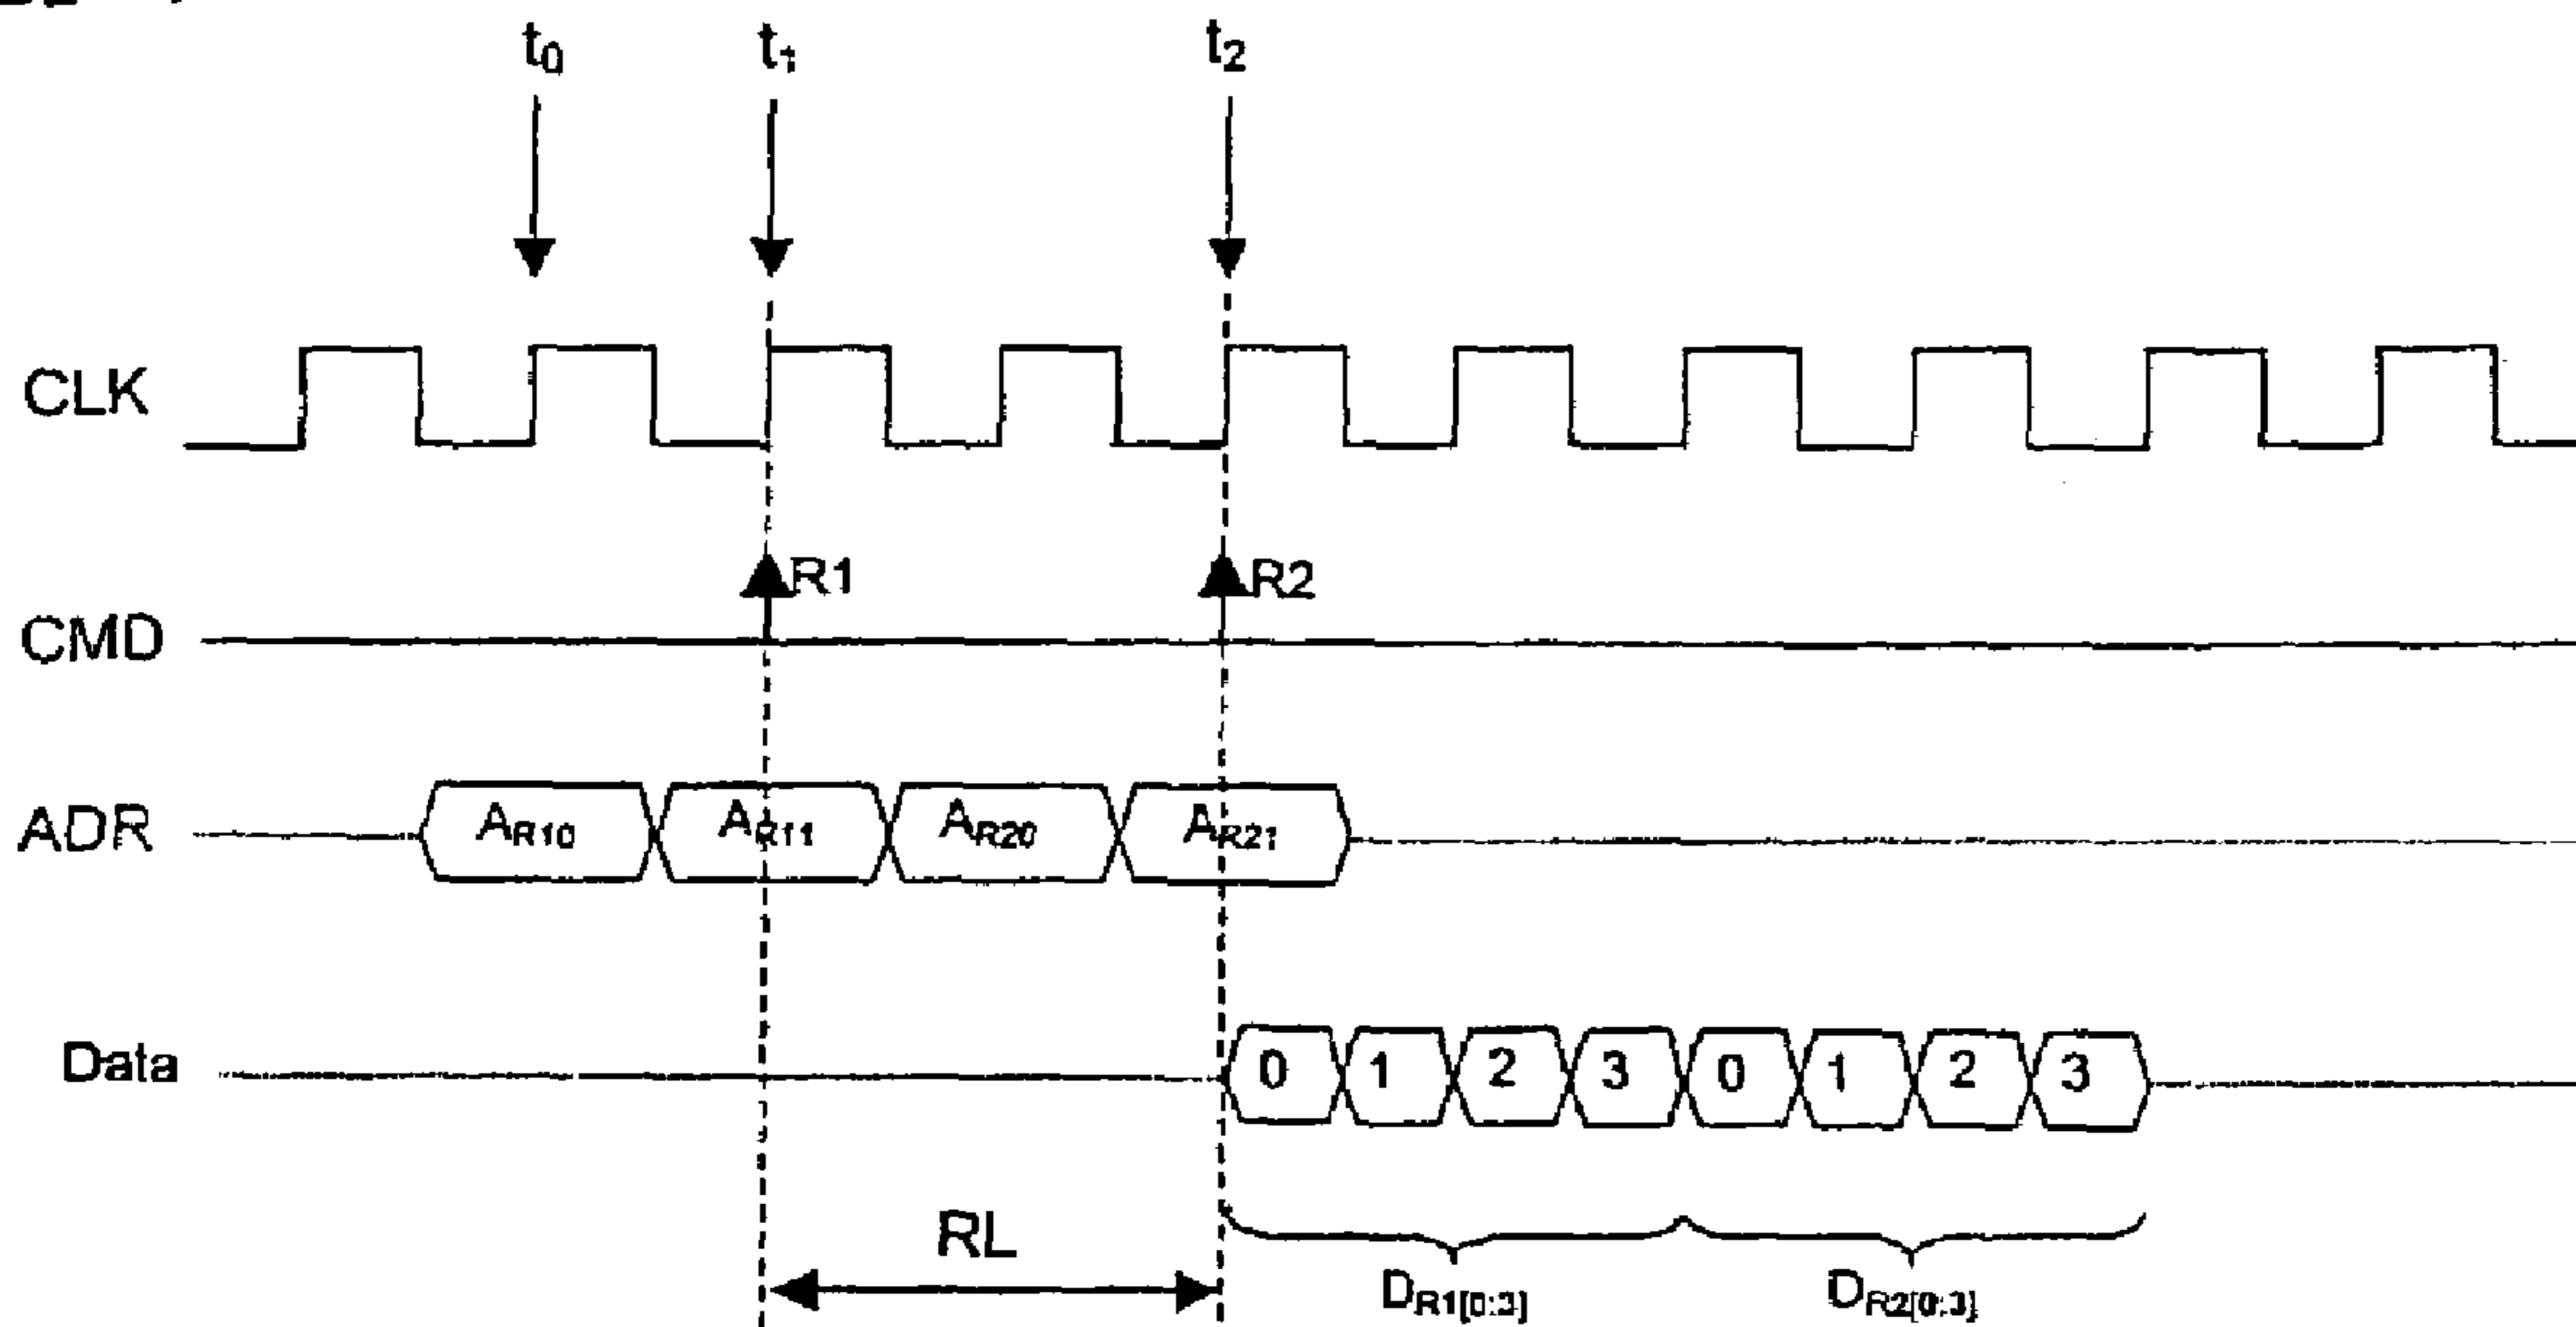 t0 t1 t2
CLK
R1 R2
CMD
ADR AR10 AR11 AR20 AR21
Data 0 1 2 3 0 1 2 3
RL
DR1[0:3] DR2[0:3]